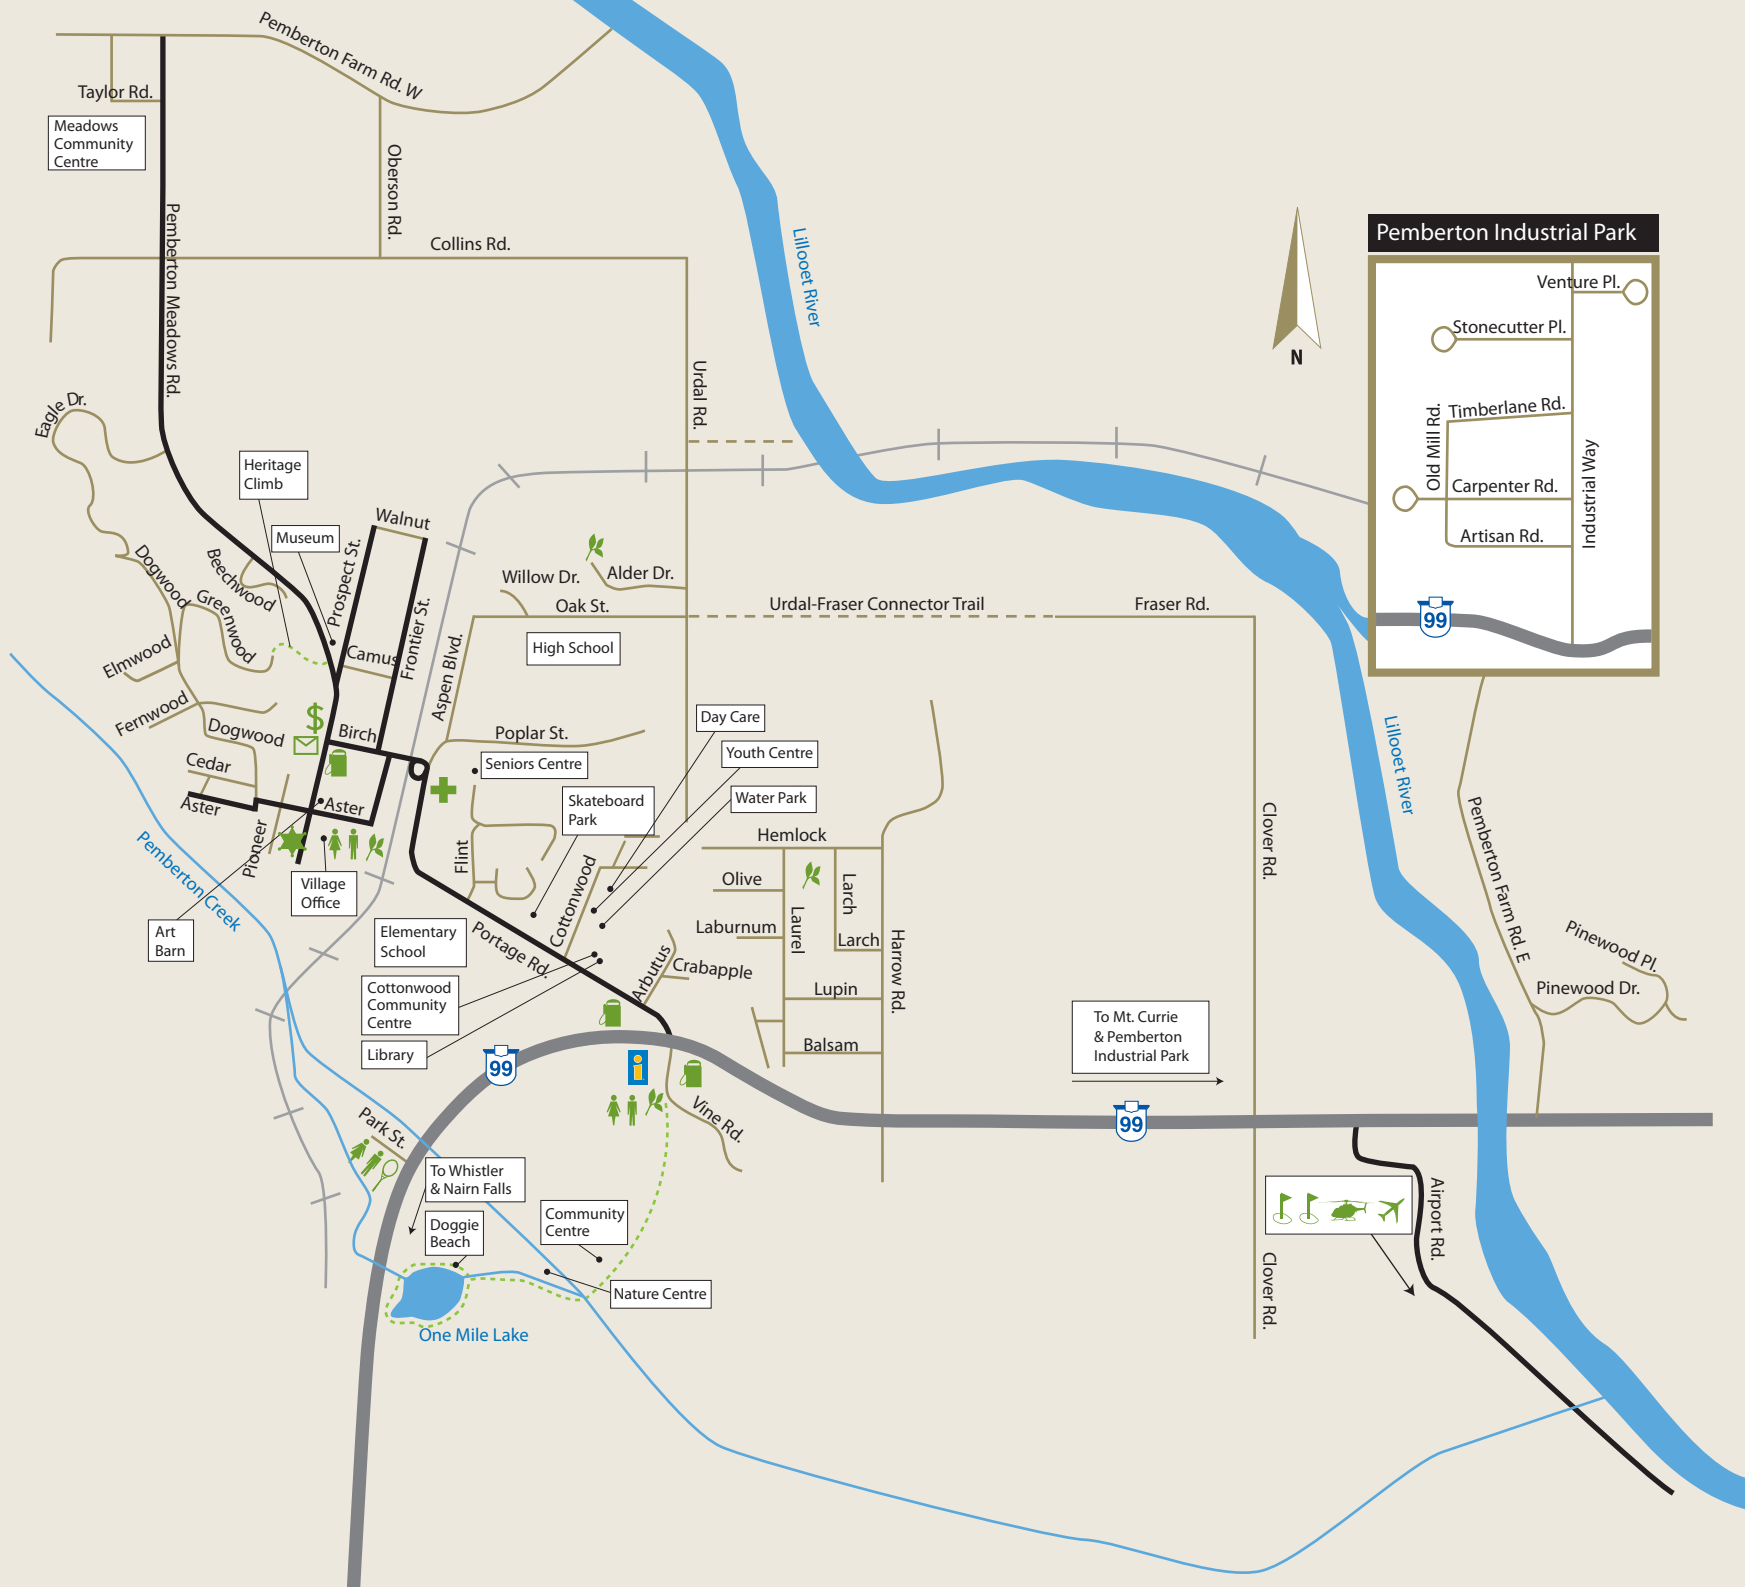 Pemberton Farm Rd. W
Taylor Rd.
Meadows
Community
Centre
Oberson Rd.
Pemberton Meadows Rd.
Collins Rd.
Lillooet River
Urdal Rd.
N
Pemberton Industrial Park
Venture Pl.
Stonecutter Pl.
Timberlane Rd.
Old Mill Rd.
Industrial Way
Carpenter Rd.
Artisan Rd.
99
Eagle Dr.
Heritage
Climb
Museum
Walnut
Prospect St.
Frontier St.
Dogwood
Beechwood
Greenwood
Elmwood
Fernwood
Camus
Willow Dr.
Alder Dr.
Oak St.
Urdal-Fraser Connector Trail
Fraser Rd.
High School
Aspen Blvd.
Dogwood
$
Birch
Poplar St.
Cedar
Aster
Aster
Pioneer
Seniors Centre
Day Care
Youth Centre
Water Park
Skateboard
Park
Flint
Cottonwood
Hemlock
Olive
Laburnum
Laurel
Larch
Larch
Harrow Rd.
Lupin
Balsam
Clover Rd.
Lillooet River
Pemberton Farm Rd. E
Pinewood Pl.
Pinewood Dr.
Pemberton Creek
Village
Office
Art
Barn
Elementary
School
Portage Rd.
Arbutus
Crabapple
Cottonwood
Community
Centre
Library
To Mt. Currie
& Pemberton
Industrial Park
99
i
99
Vine Rd.
Park St.
To Whistler
& Nairn Falls
Doggie
Beach
Community
Centre
Nature Centre
One Mile Lake
Airport Rd.
Clover Rd.